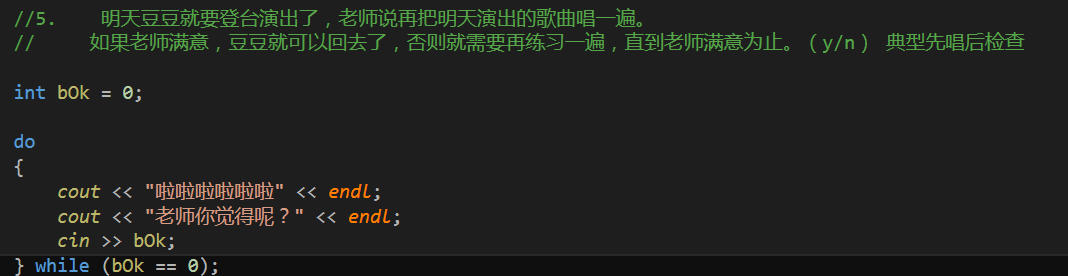 //5.    明天豆豆就要登台演出了，老师说再把明天演出的歌曲唱一遍。
//     如果老师满意，豆豆就可以回去了，否则就需要再练习一遍，直到老师满意为止。（y/n） 典型先唱后检查
int bOk = 0;
do
{
    cout << "啦啦啦啦啦啦" << endl;
    cout << "老师你觉得呢？" << endl;
    cin >> bOk;
} while (bOk == 0);